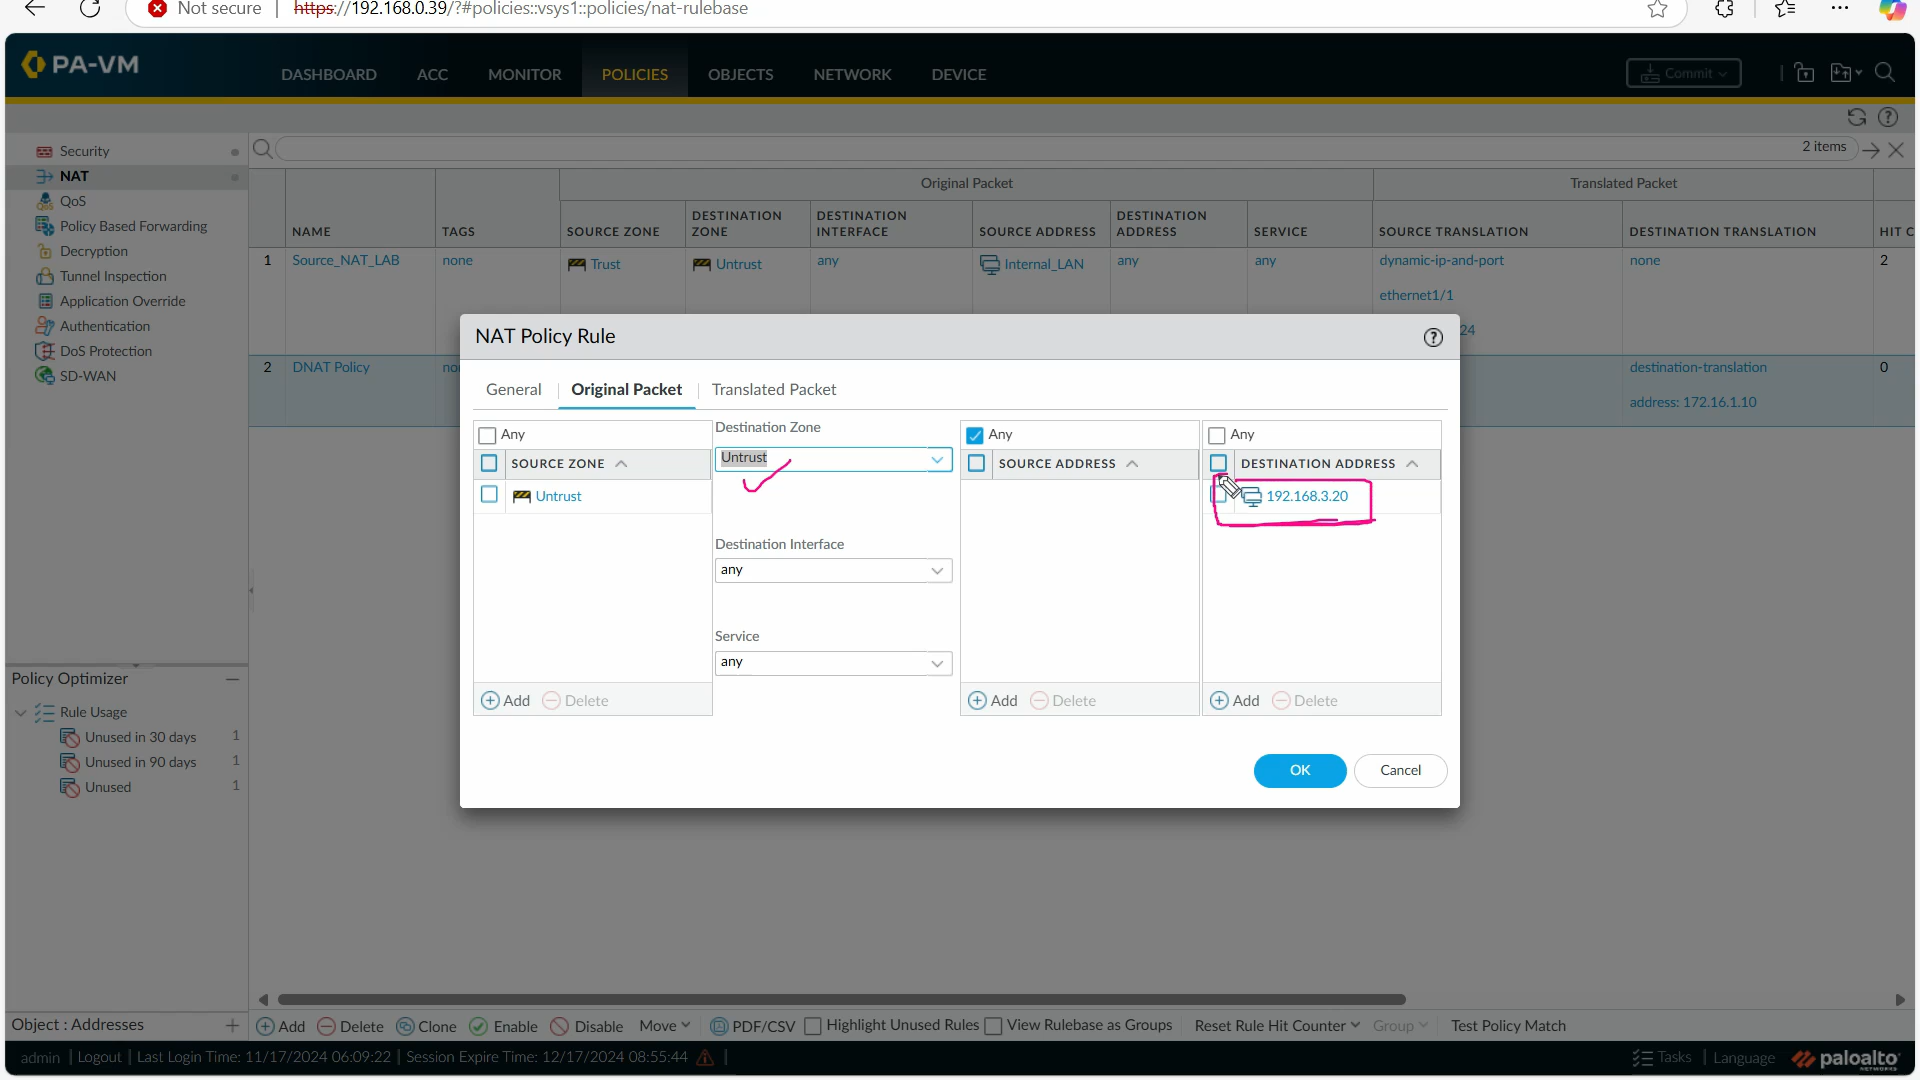 Not secure | https://192.168.0.39/?#policies::vsys1::policies/nat-rulebase
PA-VM
DASHBOARD
ACC
MONITOR
POLICIES
OBJECTS
NETWORK
DEVICE
Commit
Security
NAT
QoS
Policy Based Forwarding
Decryption
Tunnel Inspection
Application Override
Authentication
DoS Protection
SD-WAN
2 items
Original Packet
Translated Packet
NAME
TAGS
SOURCE ZONE
DESTINATION ZONE
DESTINATION INTERFACE
SOURCE ADDRESS
DESTINATION ADDRESS
SERVICE
SOURCE TRANSLATION
DESTINATION TRANSLATION
HIT C
1 Source_NAT_LAB none Trust Untrust any Internal_LAN any any dynamic-ip-and-port none 2
ethernet1/1
24
2 DNAT Policy no destination-translation 0
address: 172.16.1.10
NAT Policy Rule
General
Original Packet
Translated Packet
Any
SOURCE ZONE
Untrust
Add
Delete
Destination Zone
Untrust
Destination Interface
any
Service
any
Any
SOURCE ADDRESS
Add
Delete
Any
DESTINATION ADDRESS
192.168.3.20
Add
Delete
OK
Cancel
Policy Optimizer
Rule Usage
Unused in 30 days 1
Unused in 90 days 1
Unused 1
Object : Addresses
Add
Delete
Clone
Enable
Disable
Move
PDF/CSV
Highlight Unused Rules
View Rulebase as Groups
Reset Rule Hit Counter
Group
Test Policy Match
admin | Logout | Last Login Time: 11/17/2024 06:09:22 | Session Expire Time: 12/17/2024 08:55:44 |
Tasks | Language
paloalto
NETWORKS